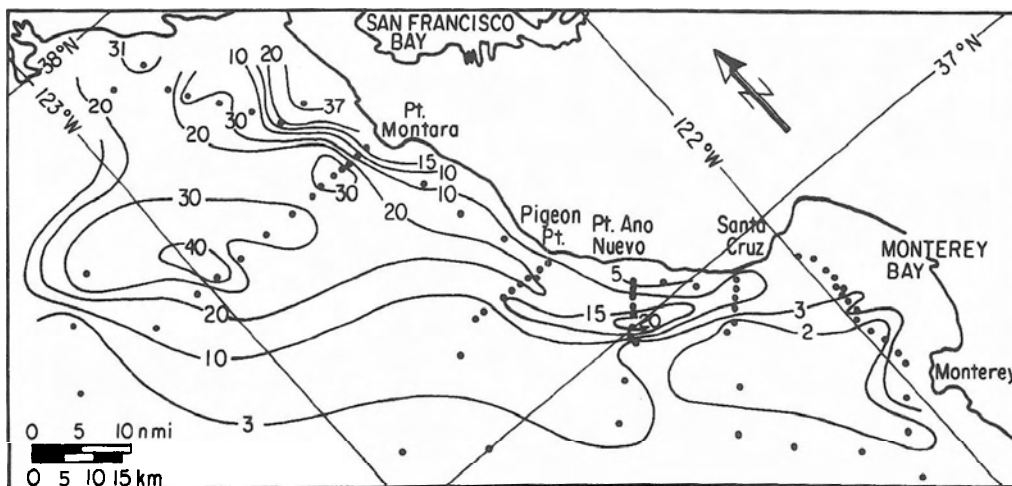 SAN FRANCISCO
BAY
38°N
31
20
10
20
37°N
123°W
20
37
30
20
Pt.
Montara
15
10
10
122°W
30
30
20
Pigeon
Pt.
Pt. Ano
Nuevo
Santa
Cruz
MONTEREY
BAY
40
5
20
15
20
3
2
10
Monterey
3
0 5 10 nmi
0 5 10 15 km
N